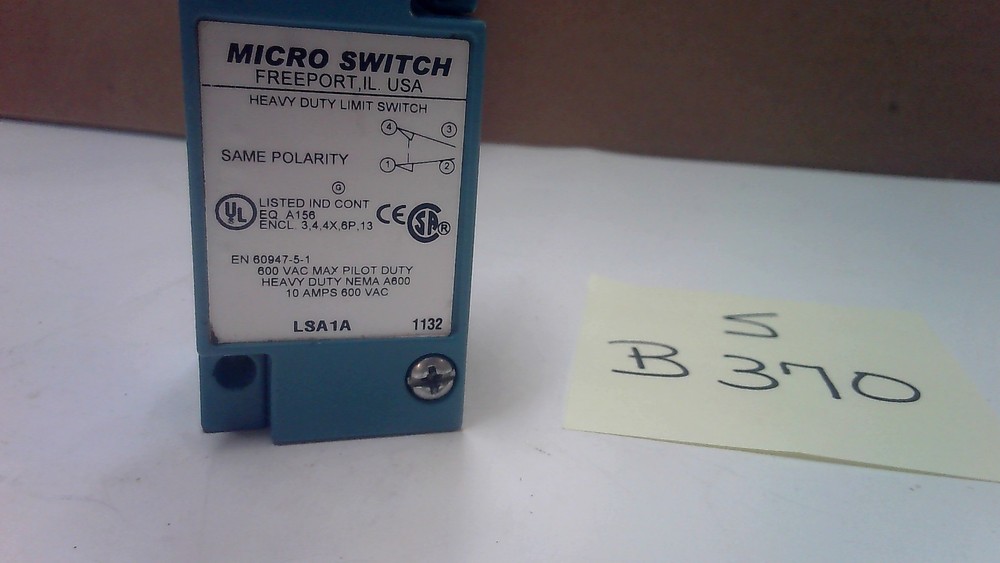 MICRO SWITCH
FREEPORT,IL. USA
HEAVY DUTY LIMIT SWITCH
4 3
SAME POLARITY
1 2
G
UL LISTED IND CONT
EQ. A156
ENCL. 3,4,4X,6P,13
CE SA R
EN 60947-5-1
600 VAC MAX PILOT DUTY
HEAVY DUTY NEMA A600
10 AMPS 600 VAC
LSA1A 1132
S
B 370